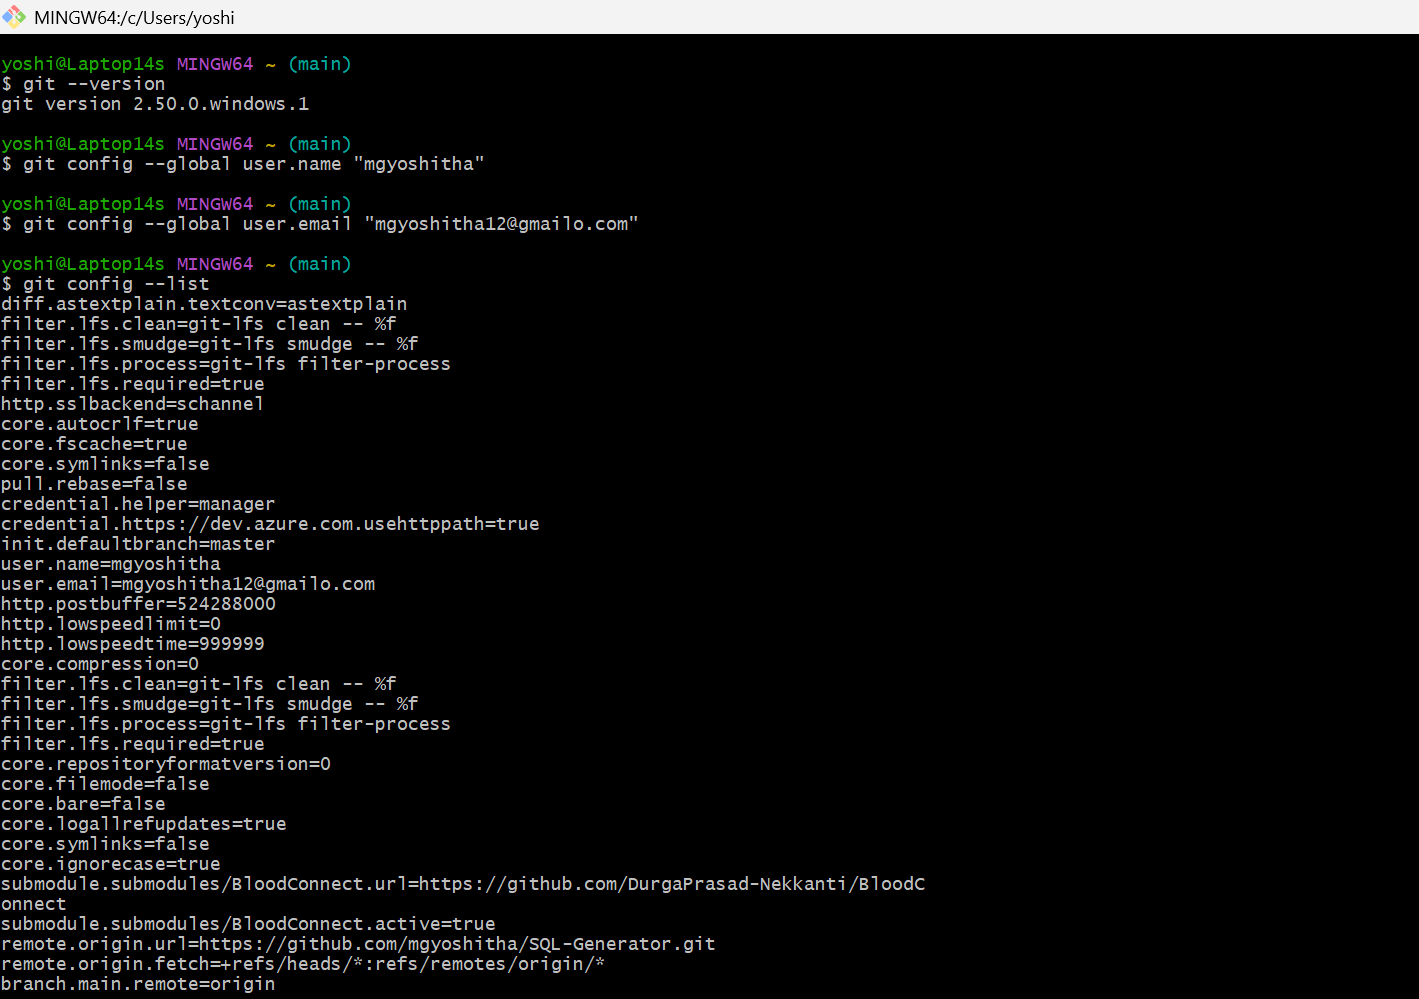 MINGW64:/c/Users/yoshi
yoshi@Laptop14s MINGW64 ~ (main)
$ git --version
git version 2.50.0.windows.1
yoshi@Laptop14s MINGW64 ~ (main)
$ git config --global user.name "mgyoshitha"
yoshi@Laptop14s MINGW64 ~ (main)
$ git config --global user.email "mgyoshitha12@gmailo.com"
yoshi@Laptop14s MINGW64 ~ (main)
$ git config --list
diff.astextplain.textconv=astextplain
filter.lfs.clean=git-lfs clean -- %f
filter.lfs.smudge=git-lfs smudge -- %f
filter.lfs.process=git-lfs filter-process
filter.lfs.required=true
http.sslbackend=schannel
core.autocrlf=true
core.fscache=true
core.symlinks=false
pull.rebase=false
credential.helper=manager
credential.https://dev.azure.com.usehttppath=true
init.defaultbranch=master
user.name=mgyoshitha
user.email=mgyoshitha12@gmailo.com
http.postbuffer=524288000
http.lowspeedlimit=0
http.lowspeedtime=999999
core.compression=0
filter.lfs.clean=git-lfs clean -- %f
filter.lfs.smudge=git-lfs smudge -- %f
filter.lfs.process=git-lfs filter-process
filter.lfs.required=true
core.repositoryformatversion=0
core.filemode=false
core.bare=false
core.logallrefupdates=true
core.symlinks=false
core.ignorecase=true
submodule.submodules/BloodConnect.url=https://github.com/DurgaPrasad-Nekkanti/BloodC
onnect
submodule.submodules/BloodConnect.active=true
remote.origin.url=https://github.com/mgyoshitha/SQL-Generator.git
remote.origin.fetch=+refs/heads/*:refs/remotes/origin/*
branch.main.remote=origin